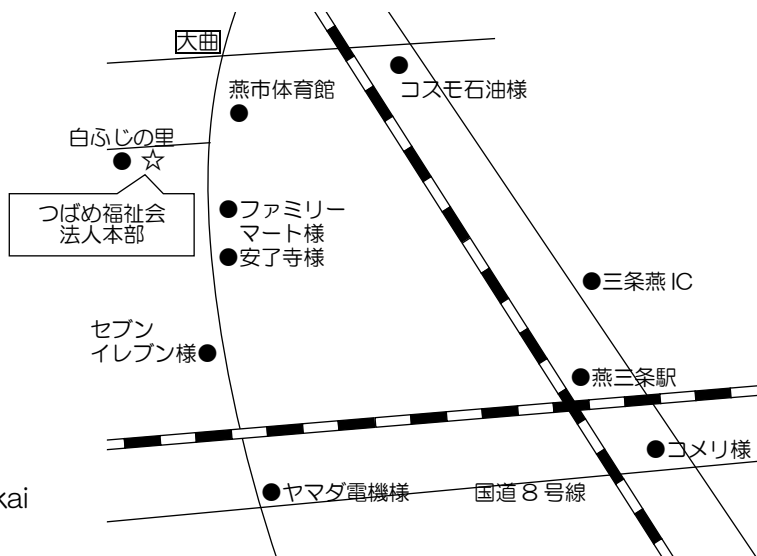 大曲
コスモ石油様
燕市体育館
白ふじの里
☆
つばめ福祉会
法人本部
ファミリー
マート様
安了寺様
三条燕IC
セブン
イレブン様
燕三条駅
コメリ様
ヤマダ電機様
国道8号線
kai